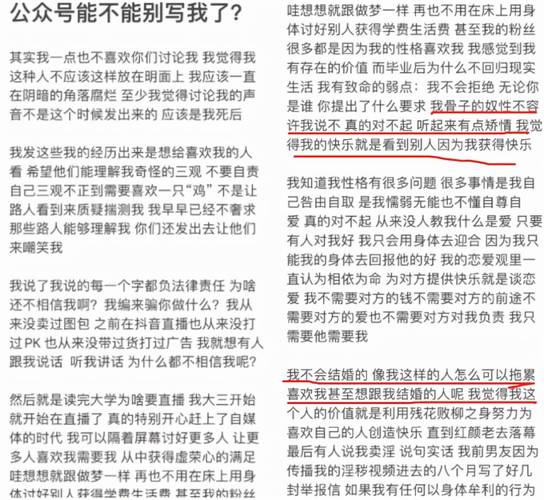 公众号能不能别写我了?
其实我一点也不喜欢你们讨论我 我觉得我
这种人不应该这样放在明面上 我应该一直
在阴暗的角落腐烂 至少我觉得讨论我的声
音不是这个时候发出来的 应该是我死后
我发这些我的经历出来是想给喜欢我的人
看 希望他们能理解我奇怪的三观 不要自责
自己三观不正到需要喜欢一只“鸡” 不是让
路人看到来质疑揣测我 我早早已经不奢求
那些路人能够理解我 你们还发出去让他们
来嘲笑我
我说了我说的每一个字都负法律责任 为啥
还不相信我啊? 我编来骗你做什么? 我从
来没卖过图包 之前在抖音直播也从来没打
过PK 也从来没带过货打过广告 我就想有人
跟我说话 听我讲话 为什么都不相信我呢?
然后就是读完大学为啥要直播 我大三开始
就开始在直播了 真的特别开心赶上了自媒
体的时代 我可以隔着屏幕讨好更多人 让更
多人喜欢我需要我 从中获得虚荣心的满足
哇想想就跟做梦一样 再也不用在床上用身
体讨好别人获得学费生活费 甚至我的粉丝
哇想想就跟做梦一样 再也不用在床上用身
体讨好别人获得学费生活费 甚至我的粉丝
很多都是因为我的性格喜欢我 我感觉到我
有存在的价值 而毕业后为什么不回归现实
生活 我有致命的弱点：我不会拒绝 无论你
是谁 你提出了什么要求 我骨子的奴性不容
许我说不 真的对不起 听起来有点矫情 我觉
得我的快乐就是看到别人因为我获得快乐
我知道我性格有很多问题 很多事情是我自
己咎由自取 是我懦弱无能也不懂自尊自
爱 真的对不起 从来没人教我什么是爱 只要
有人对我好 我只会用身体去迎合 因为我只
能我的身体去回报他的好 我的恋爱观里一
直认为相依为命 为对方提供快乐就是谈恋
爱 我不需要对方的钱不需要对方的前途不
需要对方的爱也不需要对方对我负责 我只
需要他需要我
我不会结婚的 像我这样的人怎么可以拖累
喜欢我甚至想跟我结婚的人呢 我觉得我这
个人的价值就是利用残花败柳之身努力为
喜欢自己的人创造快乐 直到红颜老去落幕
最后有人说我卖淫 说句实话 我前男友因为
传播我的淫秽视频进去的八个月写了好几
封举报信 如果我有任何以身体牟利的行为